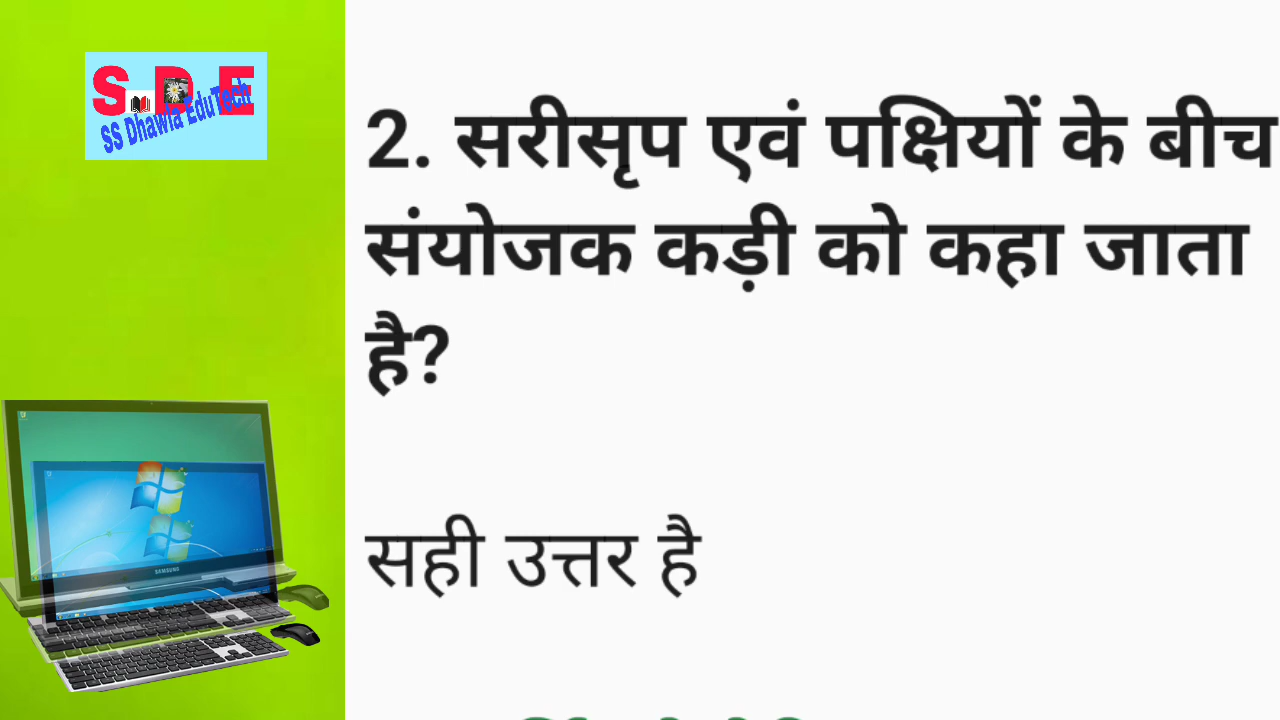 S D E
SS Dhawla EduTech
2. सरीसृप एवं पक्षियों के बीच
संयोजक कड़ी को कहा जाता
है?
सही उत्तर है
SAMSUNG